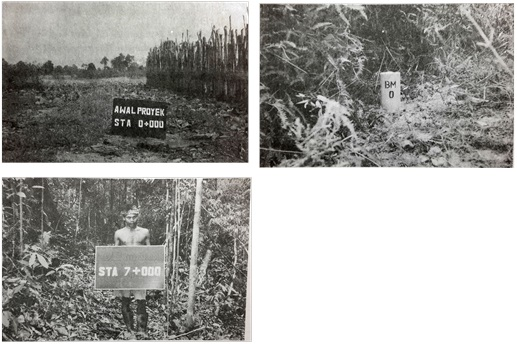 AWAL PROYEK
STA 0+000
BM
0
STA 7+000